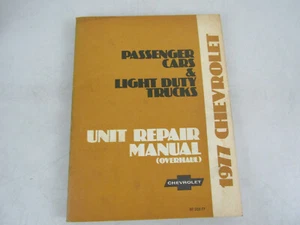 PASSENGER
CARS
&
LIGHT DUTY
TRUCKS
UNIT REPAIR
MANUAL
(OVERHAUL)
CHEVROLET
1977 CHEVROLET